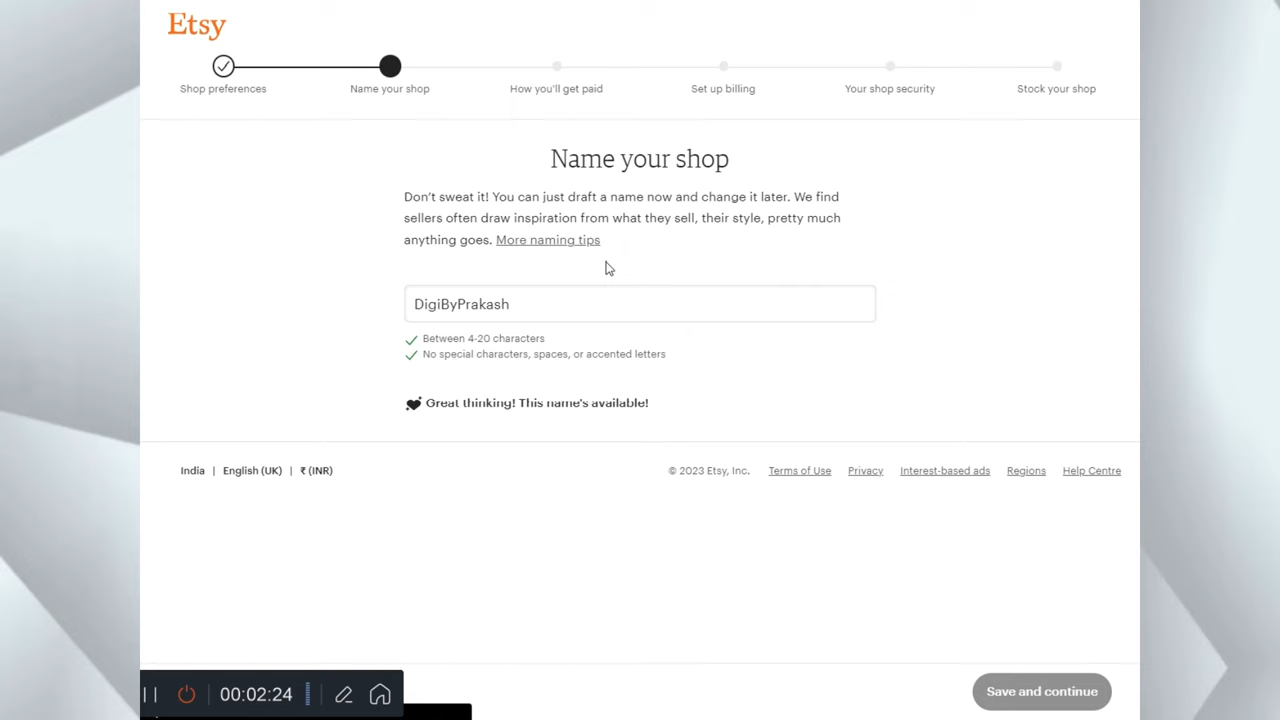 Etsy
Shop preferences
Name your shop
How you'll get paid
Set up billing
Your shop security
Stock your shop
Name your shop
Don't sweat it! You can just draft a name now and change it later. We find
sellers often draw inspiration from what they sell, their style, pretty much
anything goes. More naming tips
DigiByPrakash
Between 4-20 characters
No special characters, spaces, or accented letters
Great thinking! This name's available!
India | English (UK) | ₹ (INR)
© 2023 Etsy, Inc. Terms of Use Privacy Interest-based ads Regions Help Centre
00:02:24
Save and continue